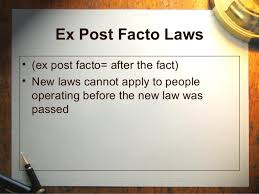 Ex Post Facto Laws
• (ex post facto= after the fact)
• New laws cannot apply to people
operating before the new law was
passed